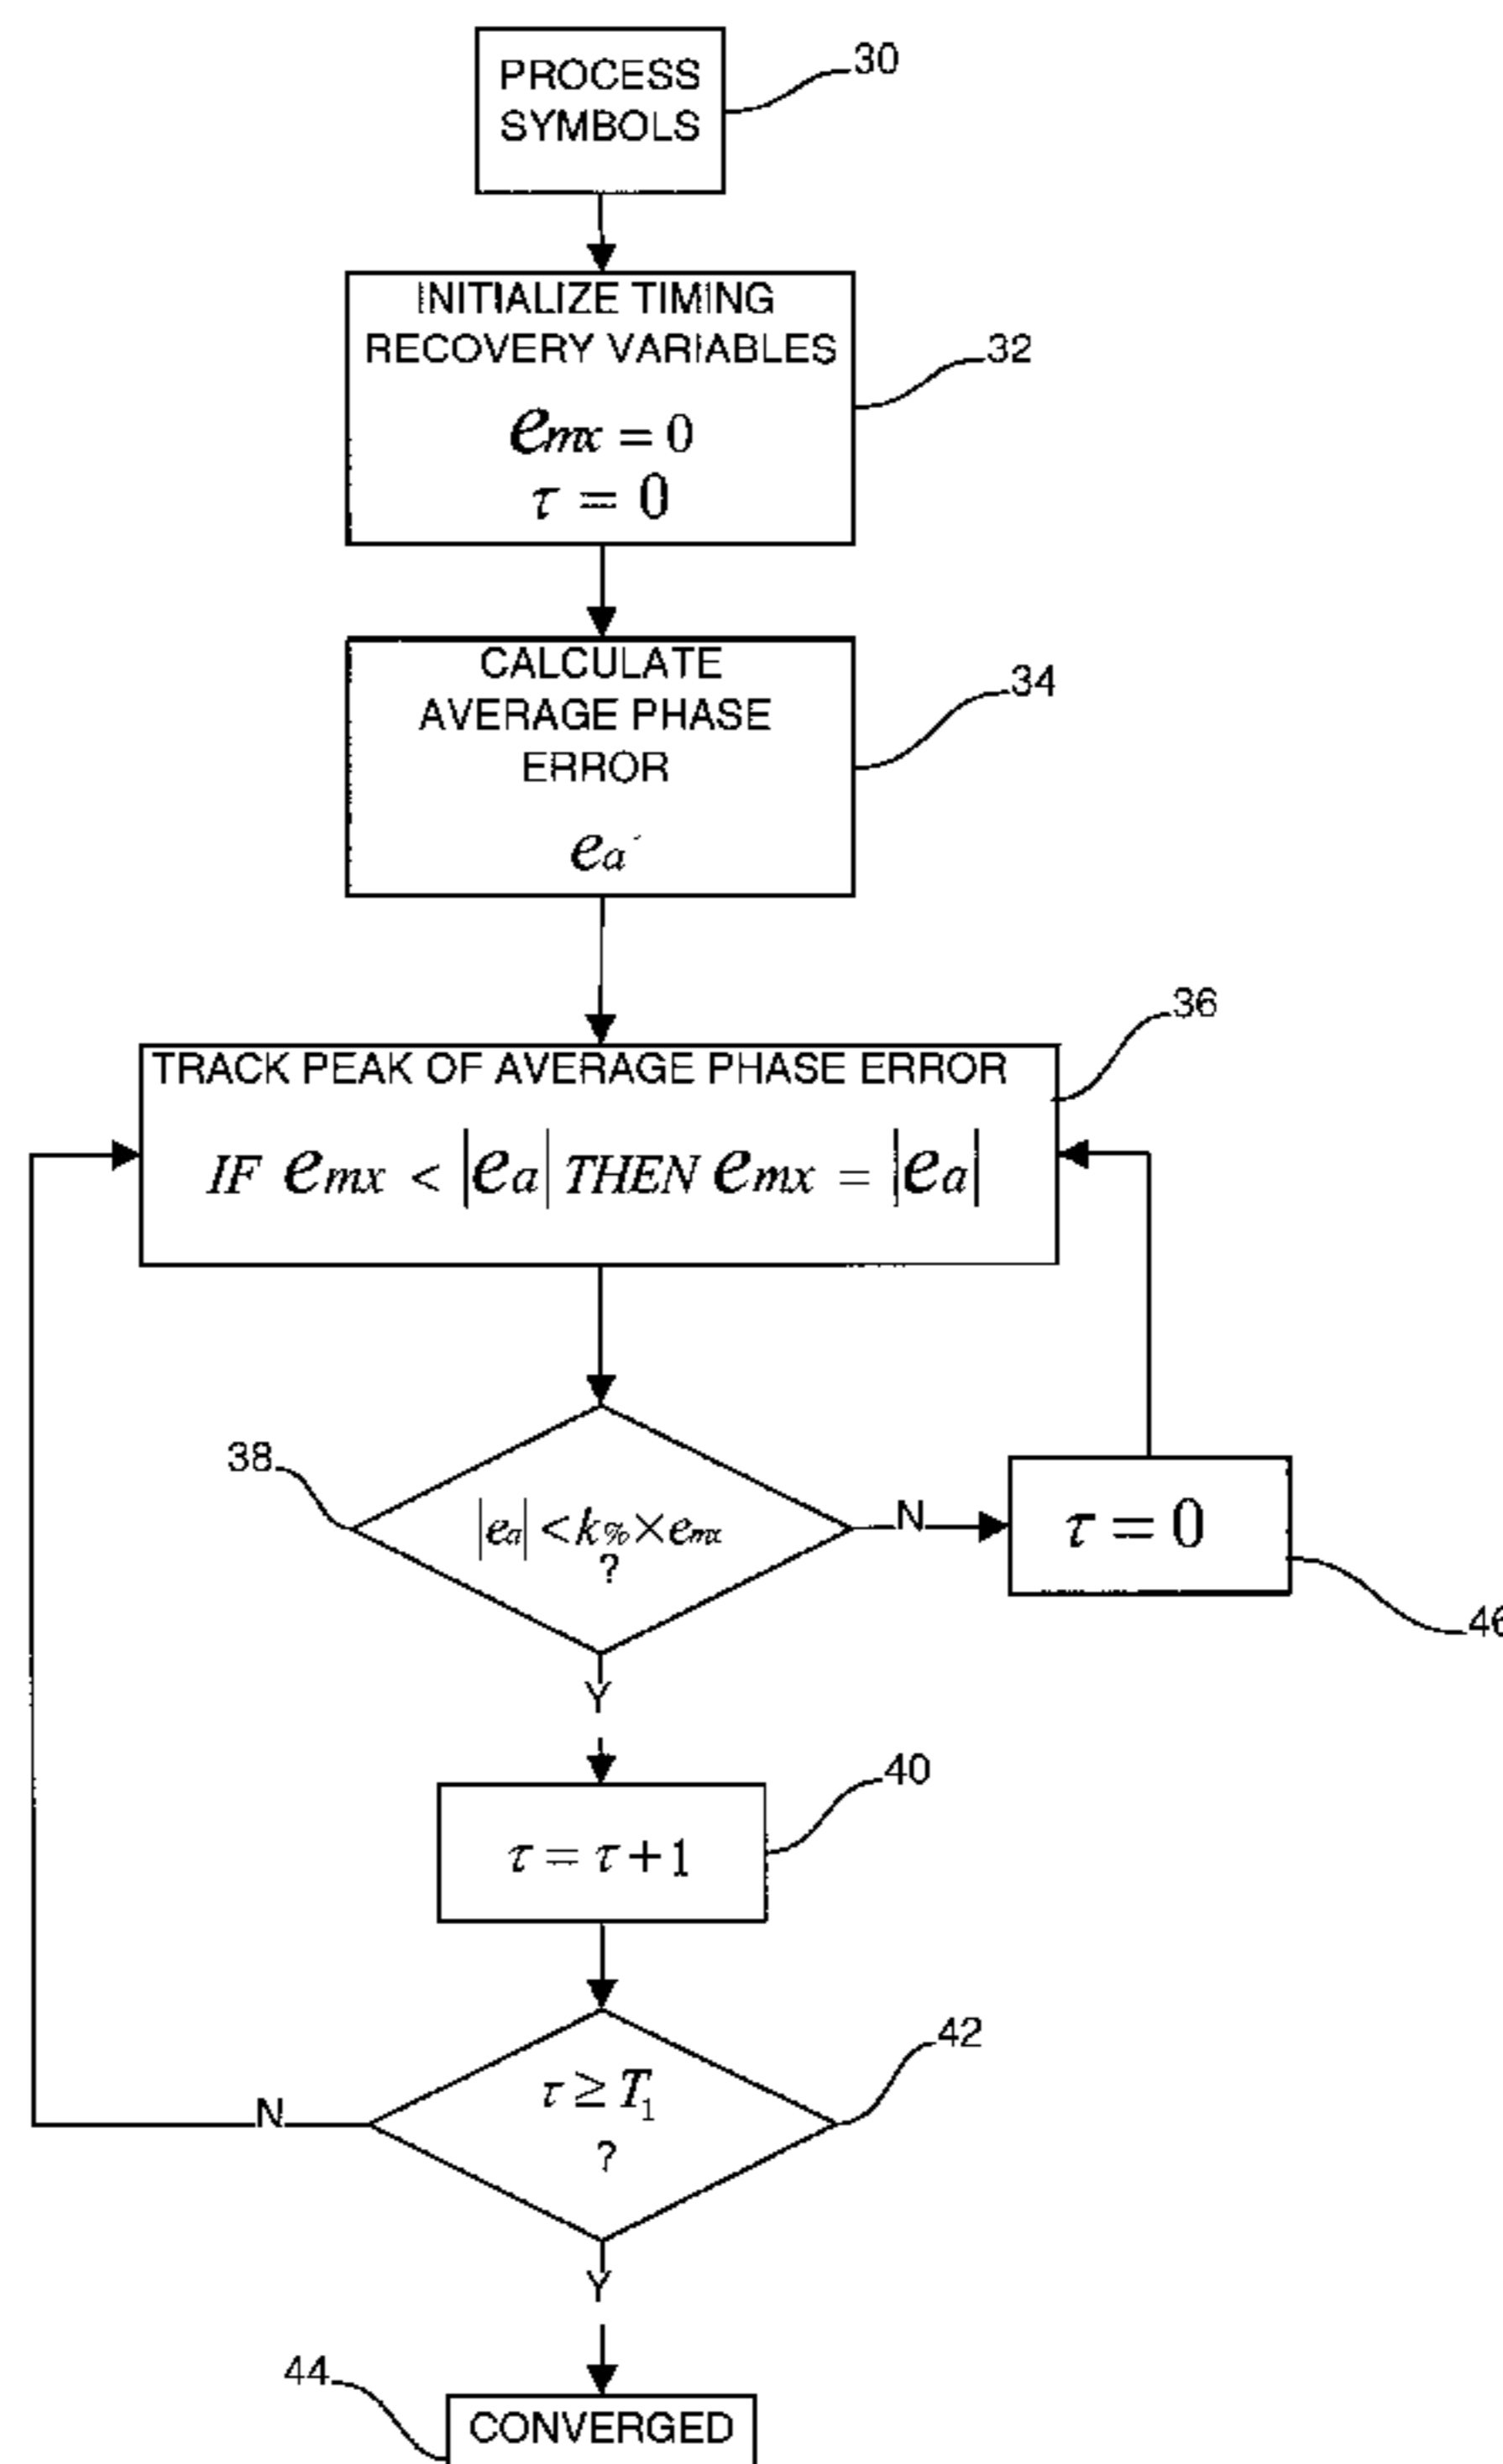 PROCESS
SYMBOLS
30
INITIALIZE TIMING
RECOVERY VARIABLES
emx = 0
τ = 0
32
CALCULATE
AVERAGE PHASE
ERROR
ea
34
36
TRACK PEAK OF AVERAGE PHASE ERROR
IF emx < |ea| THEN emx = |ea|
38
|ea| < k% × emx
?
N
τ = 0
46
Y
40
τ = τ + 1
42
τ ≥ T1
?
N
Y
44
CONVERGED